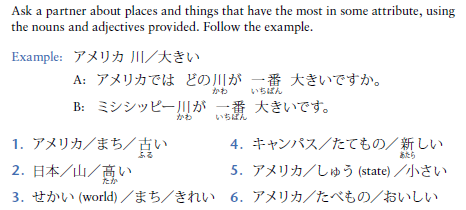 Ask a partner about places and things that have the most in some attribute, using
the nouns and adjectives provided. Follow the example.
Example: アメリカ 川／大きい
A: アメリカでは どの川が 一番 大きいですか。
かわ いちばん
B: ミシシッピー川が 一番 大きいです。
かわ いちばん
1. アメリカ／まち／古い
ふる
2. 日本／山／高い
たか
3. せかい (world) ／まち／きれい
4. キャンパス／たてもの／新しい
あたら
5. アメリカ／しゅう (state) ／小さい
6. アメリカ／たべもの／おいしい